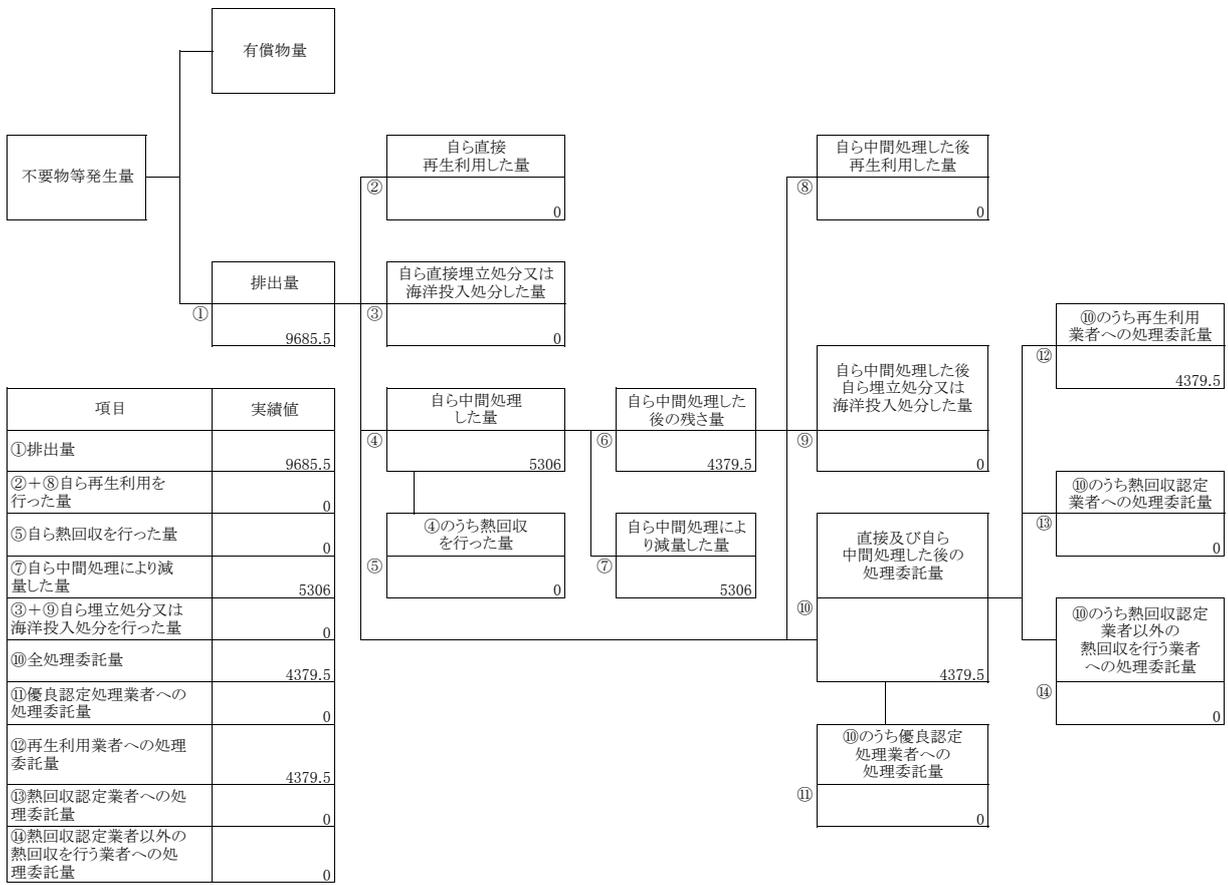 有償物量
不要物等発生量
排出量
①
9685.5
自ら直接
再生利用した量
②
0
自ら直接埋立処分又は
海洋投入処分した量
③
0
自ら中間処理
した量
④
5306
④のうち熱回収
を行った量
⑤
0
自ら中間処理した
後の残さ量
⑥
4379.5
自ら中間処理によ
り減量した量
⑦
5306
自ら中間処理した後
再生利用した量
⑧
0
自ら中間処理した後
自ら埋立処分又は
海洋投入処分した量
⑨
0
直接及び自ら
中間処理した後の
処理委託量
⑩
4379.5
⑩のうち優良認定
処理業者への
処理委託量
⑪
0
⑩のうち再生利用
業者への処理委託量
⑫
4379.5
⑩のうち熱回収認定
業者への処理委託量
⑬
0
⑩のうち熱回収認定
業者以外の
熱回収を行う業者
への処理委託量
⑭
0
項目 実績値
①排出量
9685.5
②＋⑧自ら再生利用を
行った量
0
⑤自ら熱回収を行った量
0
⑦自ら中間処理により減
量した量
5306
③＋⑨自ら埋立処分又は
海洋投入処分を行った量
0
⑩全処理委託量
4379.5
⑪優良認定処理業者への
処理委託量
0
⑫再生利用業者への処理
委託量
4379.5
⑬熱回収認定業者への処
理委託量
0
⑭熱回収認定業者以外の
熱回収を行う業者への処
理委託量
0